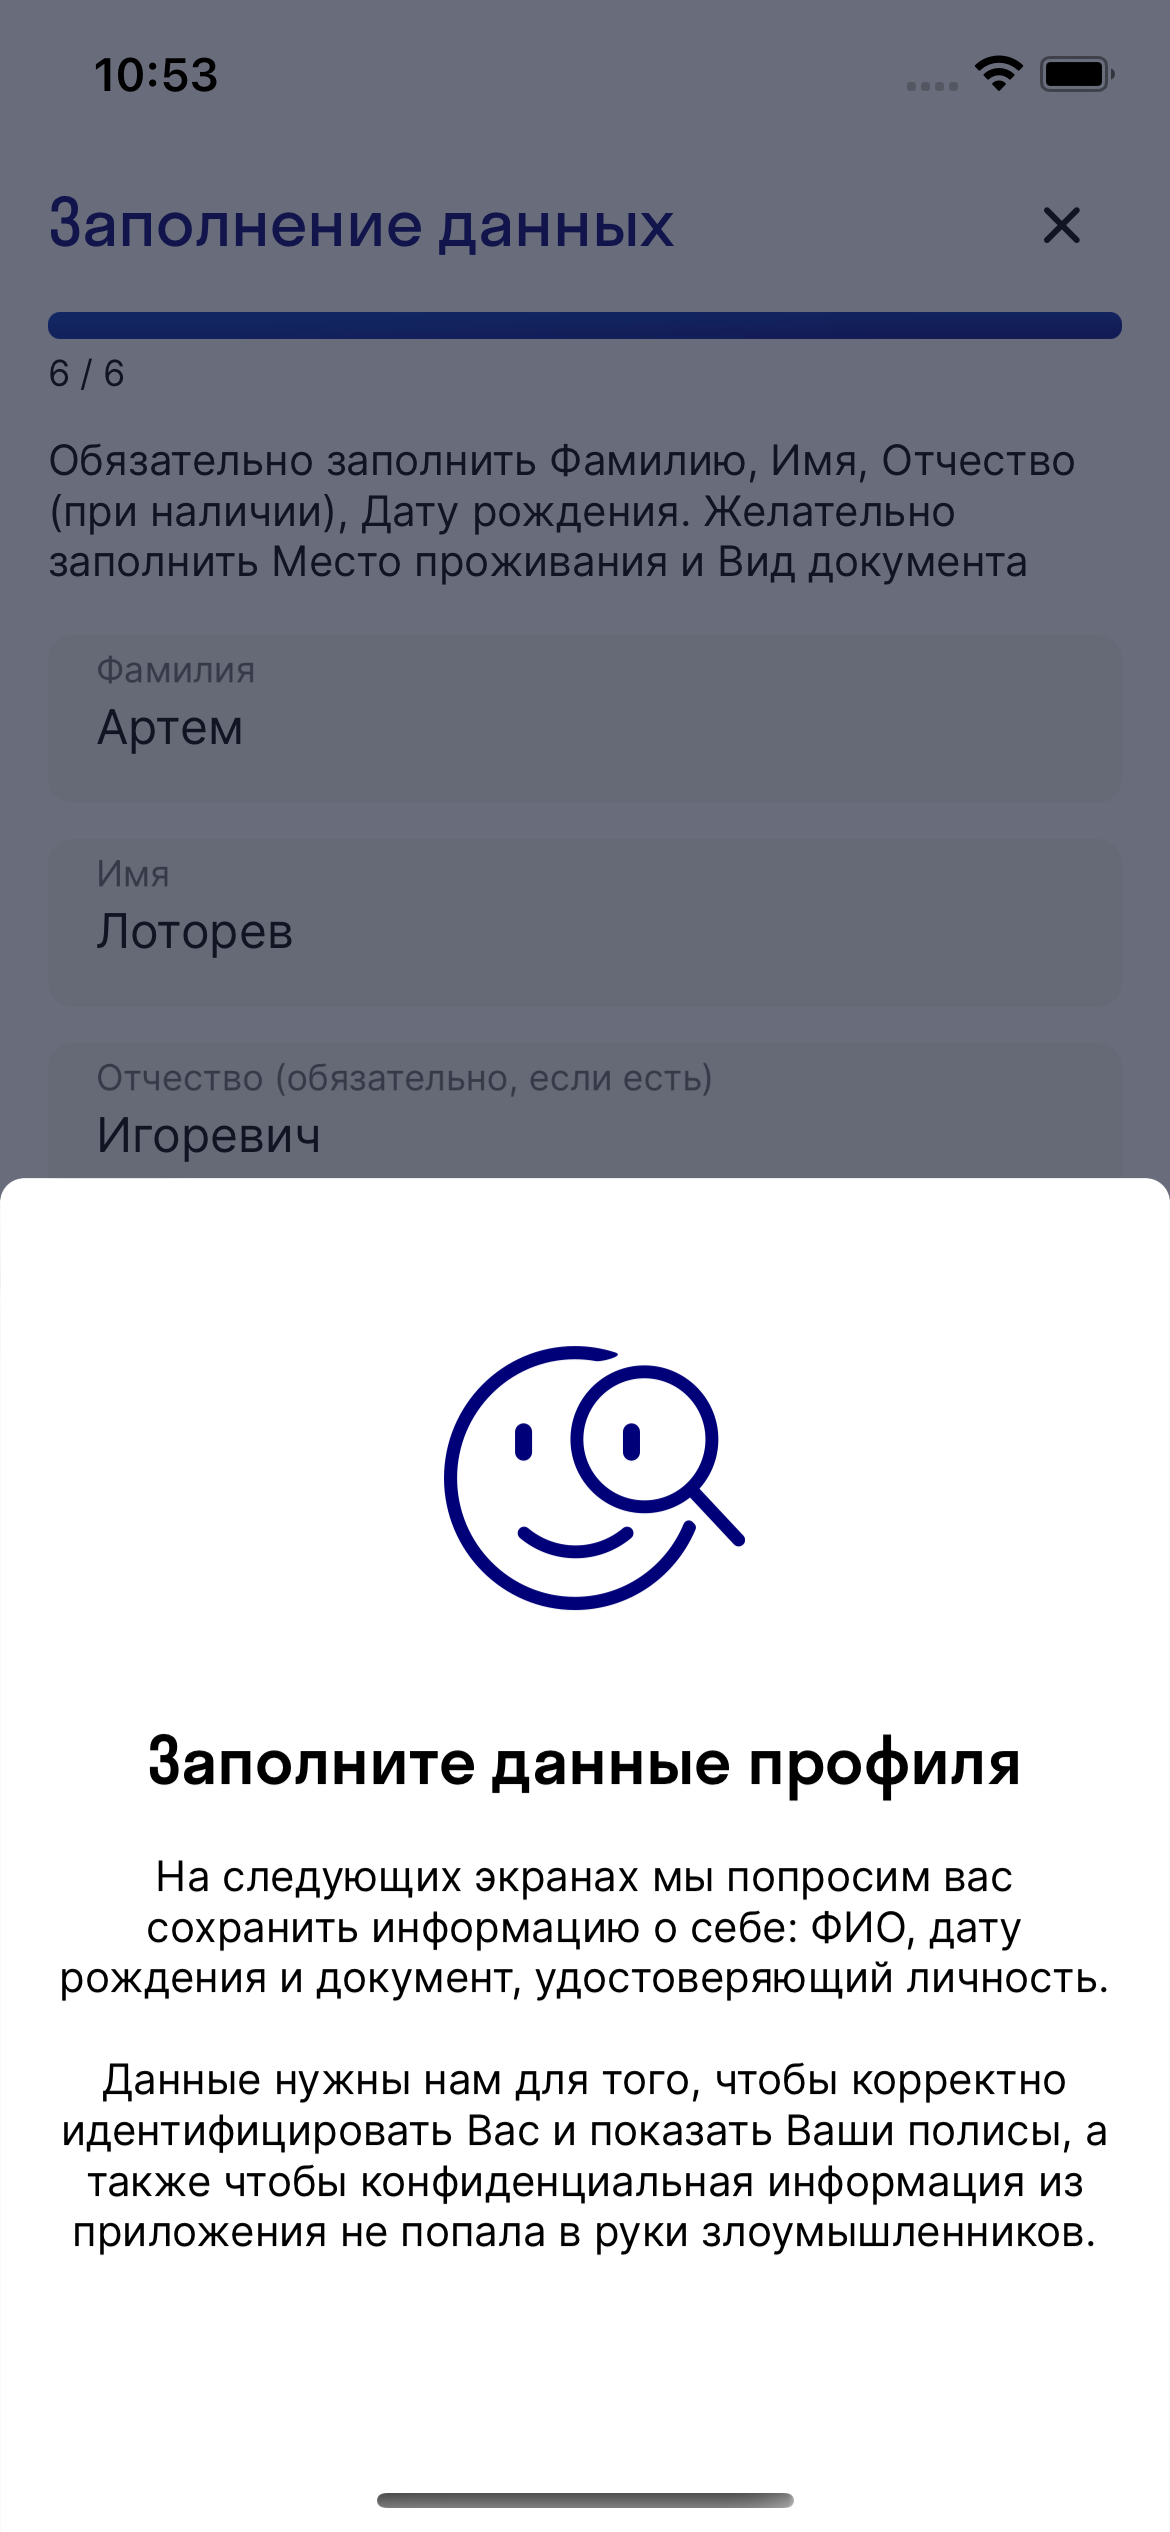 10:53
Заполнение данных
6 / 6
Обязательно заполнить Фамилию, Имя, Отчество
(при наличии), Дату рождения. Желательно
заполнить Место проживания и Вид документа
Фамилия
Артем
Имя
Лоторев
Отчество (обязательно, если есть)
Игоревич
Заполните данные профиля
На следующих экранах мы попросим вас
сохранить информацию о себе: ФИО, дату
рождения и документ, удостоверяющий личность.
Данные нужны нам для того, чтобы корректно
идентифицировать Вас и показать Ваши полисы, а
также чтобы конфиденциальная информация из
приложения не попала в руки злоумышленников.